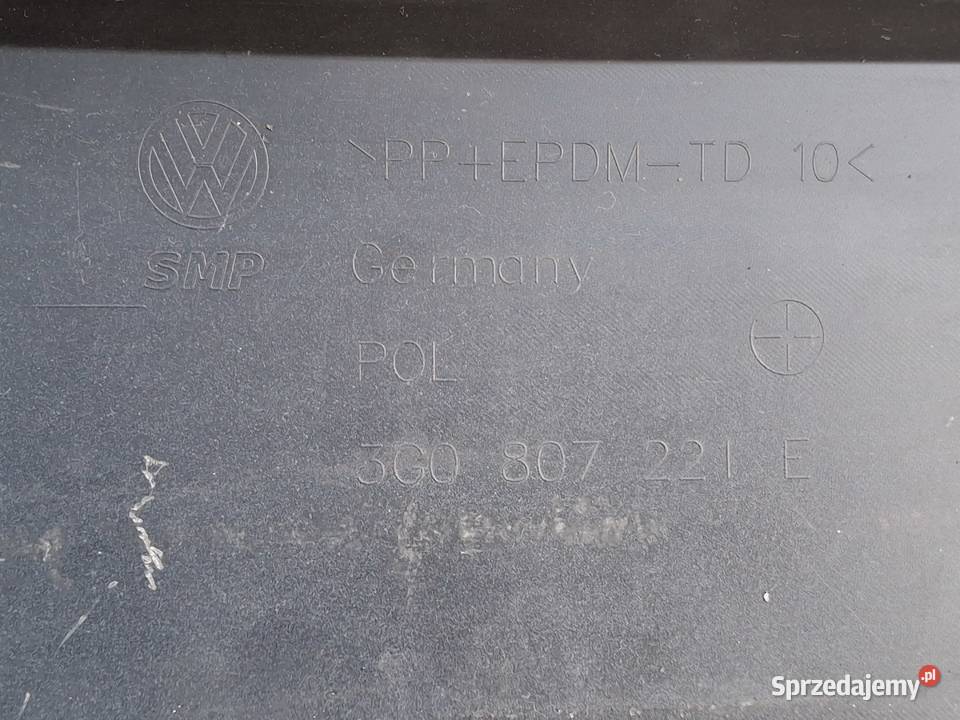 >PP+EPDM-TD 10<
SMP
Germany
POL
3G0 807 221 E
Sprzedajemy.pl